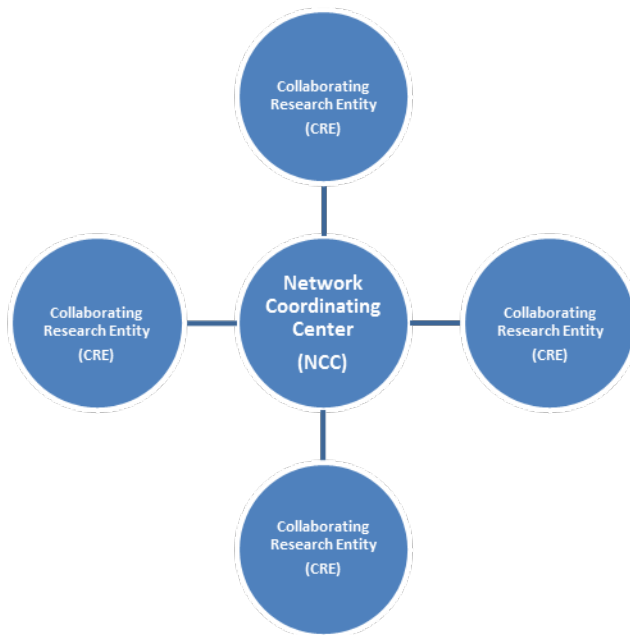 Collaborating
Research Entity
(CRE)
Collaborating
Research Entity
(CRE)
Network
Coordinating
Center
(NCC)
Collaborating
Research Entity
(CRE)
Collaborating
Research Entity
(CRE)